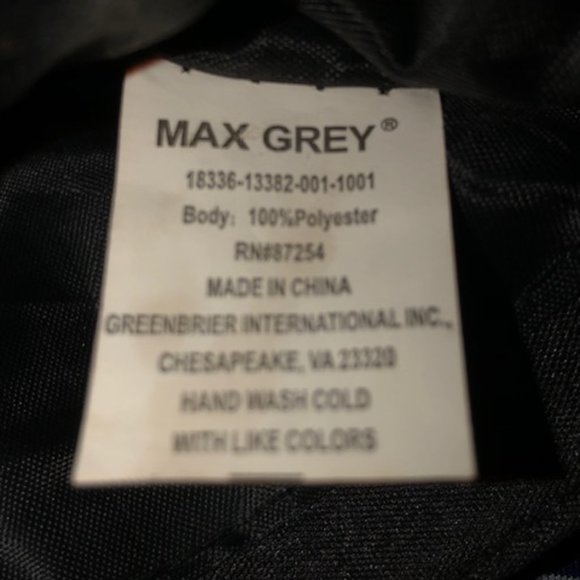 MAX GREY®
18336-13382-001-1001
Body: 100%Polyester
RN#87254
MADE IN CHINA
GREENBRIER INTERNATIONAL INC.,
CHESAPEAKE, VA 23320
HAND WASH COLD
WITH LIKE COLORS